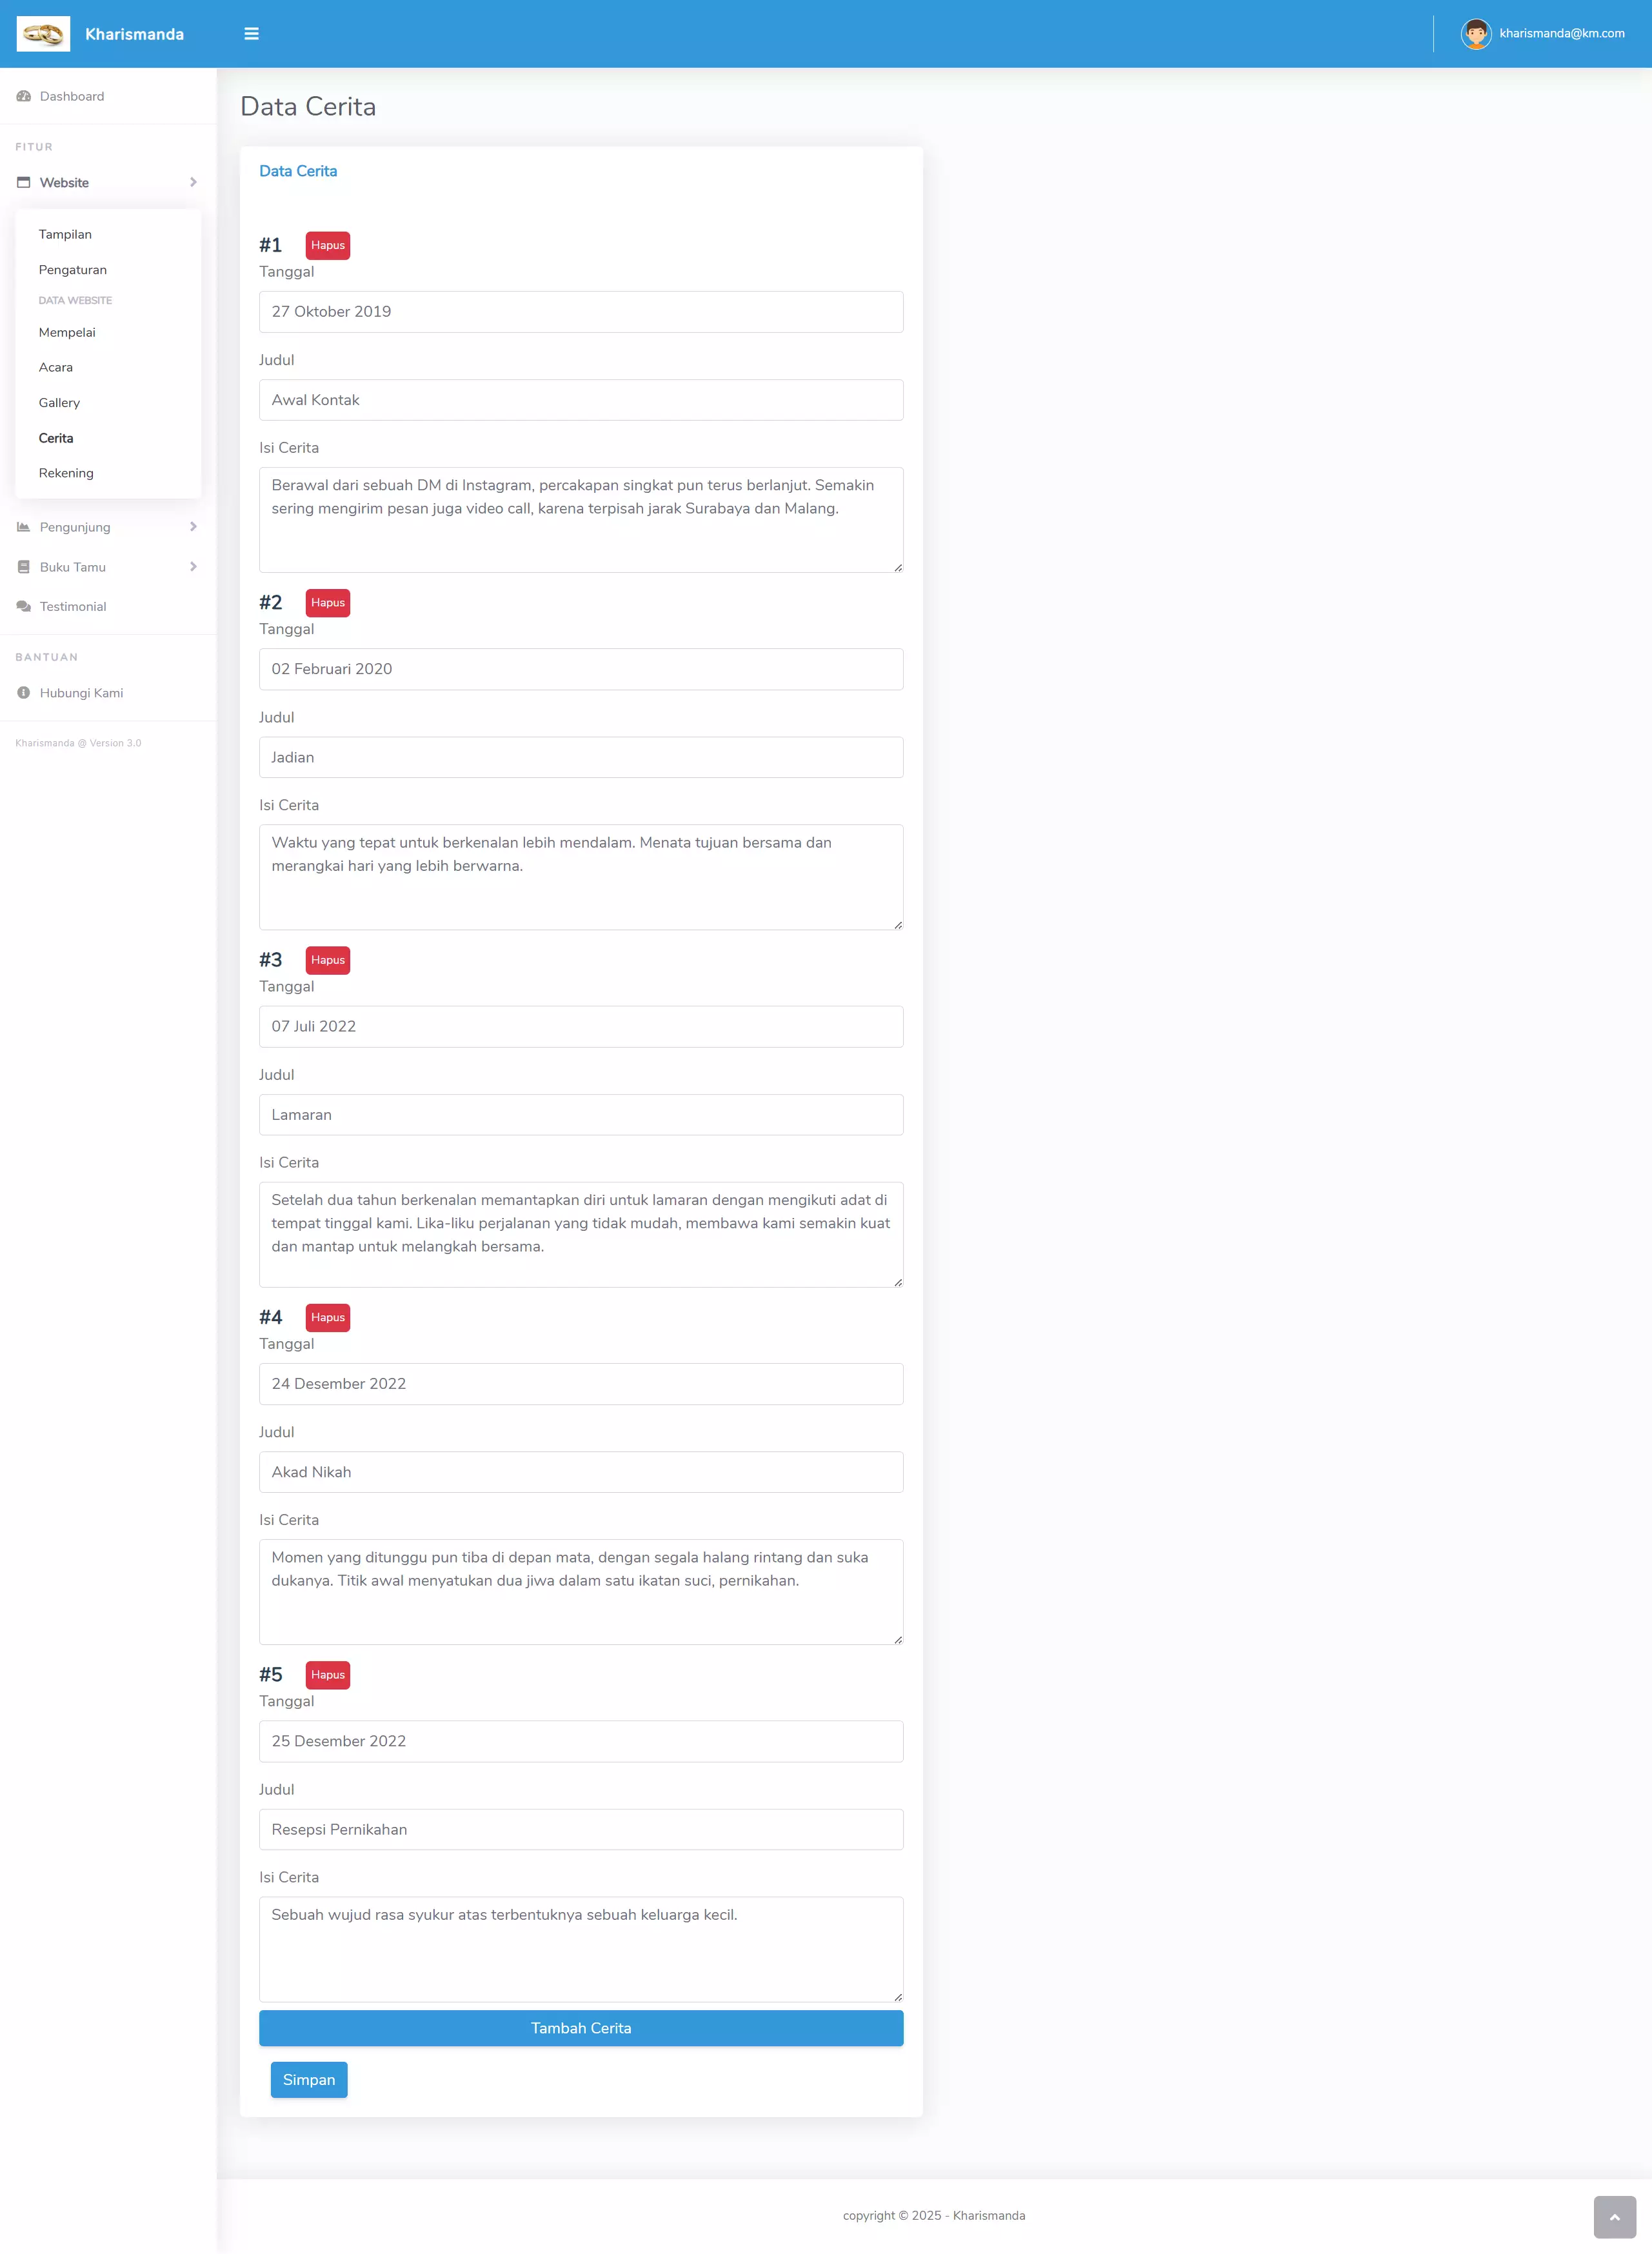 Kharismanda
kharismanda@km.com
Dashboard
FITUR
Website
Tampilan
Pengaturan
DATA WEBSITE
Mempelai
Acara
Gallery
Cerita
Rekening
Pengunjung
Buku Tamu
Testimonial
BANTUAN
Hubungi Kami
Kharismanda @ Version 3.0
Data Cerita
Data Cerita
#1 Hapus
Tanggal
27 Oktober 2019
Judul
Awal Kontak
Isi Cerita
Berawal dari sebuah DM di Instagram, percakapan singkat pun terus berlanjut. Semakin
sering mengirim pesan juga video call, karena terpisah jarak Surabaya dan Malang.
#2 Hapus
Tanggal
02 Februari 2020
Judul
Jadian
Isi Cerita
Waktu yang tepat untuk berkenalan lebih mendalam. Menata tujuan bersama dan
merangkai hari yang lebih berwarna.
#3 Hapus
Tanggal
07 Juli 2022
Judul
Lamaran
Isi Cerita
Setelah dua tahun berkenalan memantapkan diri untuk lamaran dengan mengikuti adat di
tempat tinggal kami. Lika-liku perjalanan yang tidak mudah, membawa kami semakin kuat
dan mantap untuk melangkah bersama.
#4 Hapus
Tanggal
24 Desember 2022
Judul
Akad Nikah
Isi Cerita
Momen yang ditunggu pun tiba di depan mata, dengan segala halang rintang dan suka
dukanya. Titik awal menyatukan dua jiwa dalam satu ikatan suci, pernikahan.
#5 Hapus
Tanggal
25 Desember 2022
Judul
Resepsi Pernikahan
Isi Cerita
Sebuah wujud rasa syukur atas terbentuknya sebuah keluarga kecil.
Tambah Cerita
Simpan
copyright © 2025 - Kharismanda